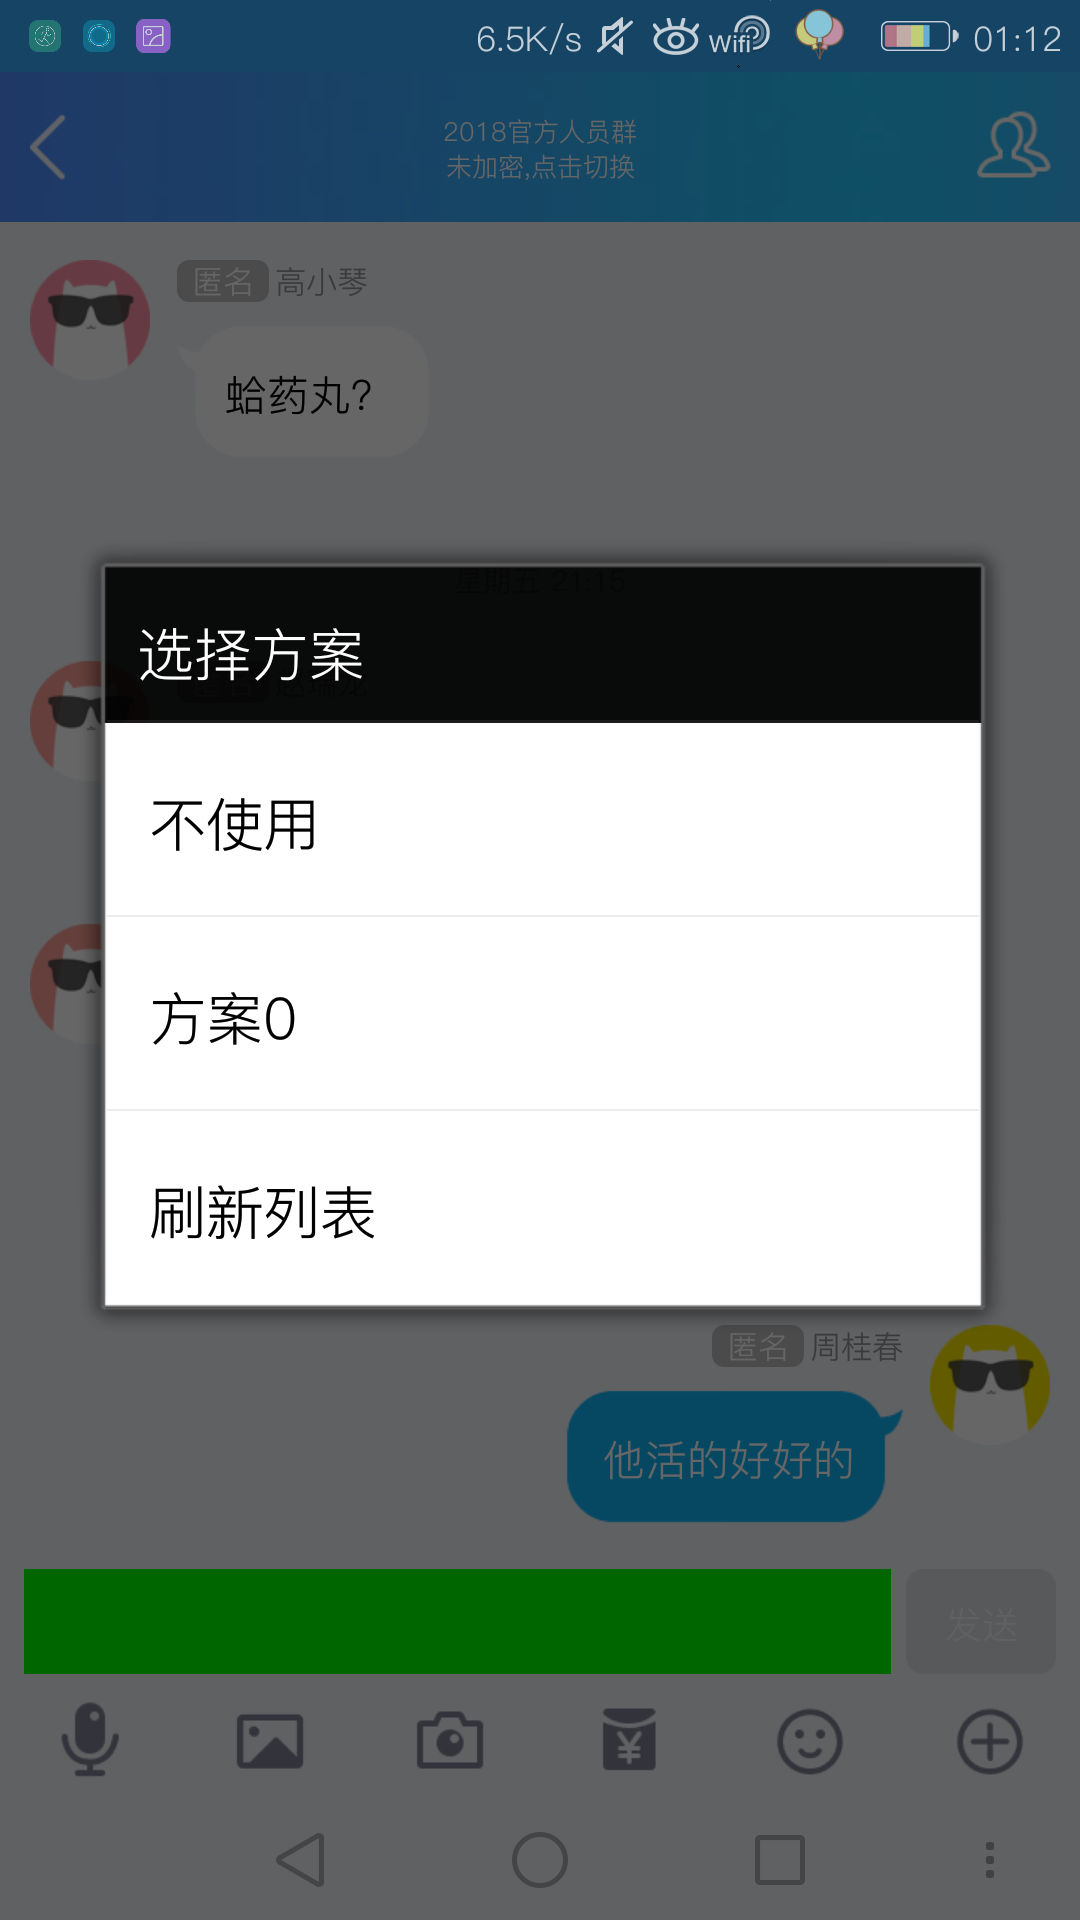 6.5K/s wifi 01:12
2018官方人员群
未加密,点击切换
匿名 高小琴
蛤药丸?
星期五 21:15
选择方案
不使用
方案0
刷新列表
匿名 周桂春
他活的好好的
发送